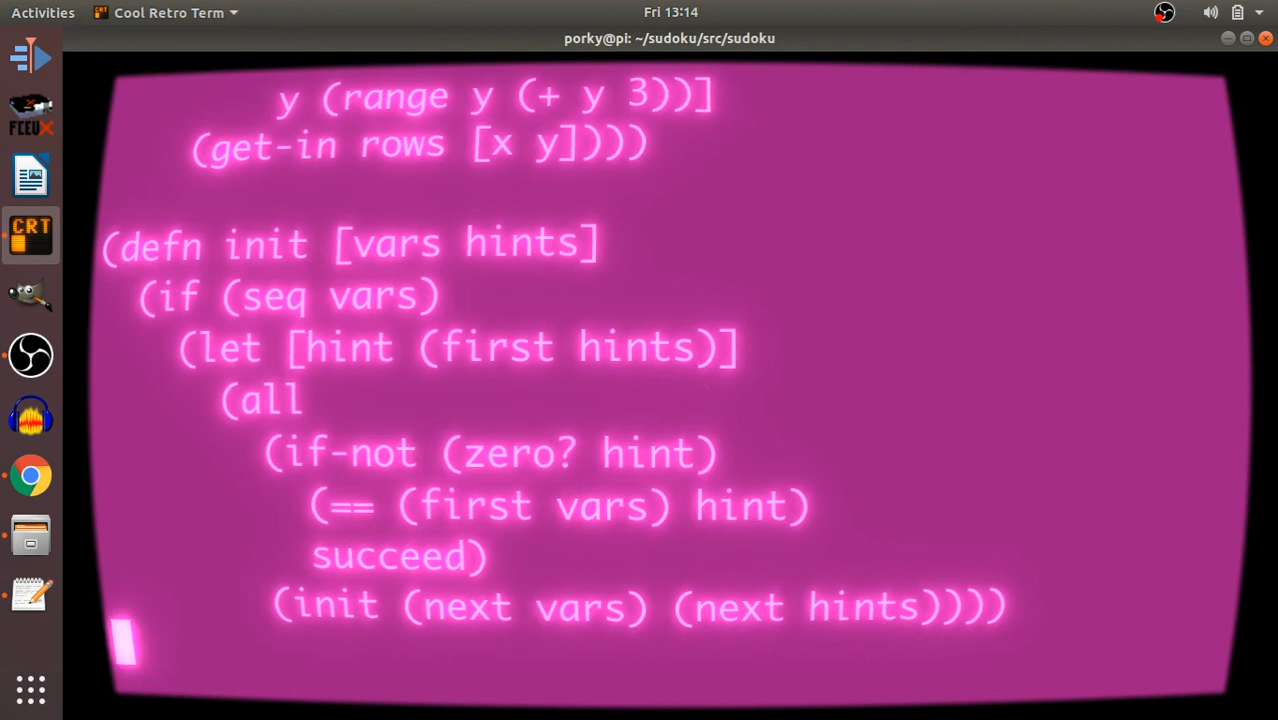 Activities Cool Retro Term Fri 13:14
porky@pi: ~/sudoku/src/sudoku
y (range y (+ y 3))]
(get-in rows [x y])))
(defn init [vars hints]
(if (seq vars)
(let [hint (first hints)]
(all
(if-not (zero? hint)
(== (first vars) hint)
succeed)
(init (next vars) (next hints))))
FCEUX
CRT